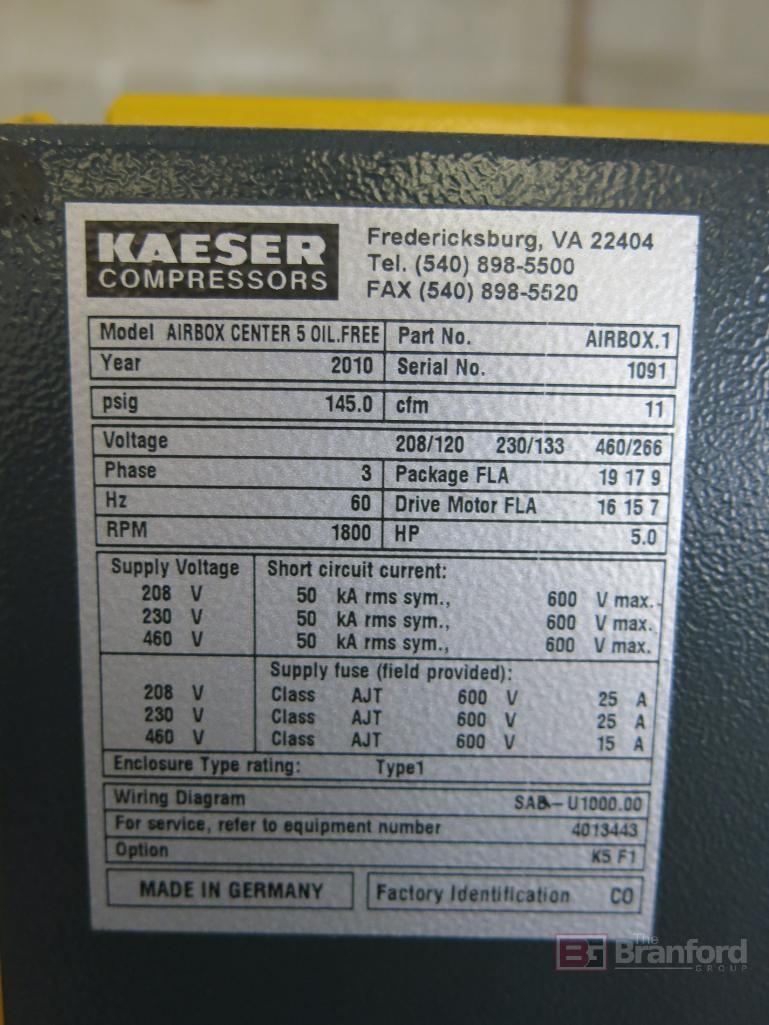 KAESER
COMPRESSORS
Fredericksburg, VA 22404
Tel. (540) 898-5500
FAX (540) 898-5520
Model AIRBOX CENTER 5 OIL.FREE Part No. AIRBOX.1
Year 2010 Serial No. 1091
psig 145.0 cfm 11
Voltage 208/120 230/133 460/266
Phase 3 Package FLA 19 17 9
Hz 60 Drive Motor FLA 16 15 7
RPM 1800 HP 5.0
Supply Voltage Short circuit current:
208 V 50 kA rms sym., 600 V max.
230 V 50 kA rms sym., 600 V max.
460 V 50 kA rms sym., 600 V max.
Supply fuse (field provided):
208 V Class AJT 600 V 25 A
230 V Class AJT 600 V 25 A
460 V Class AJT 600 V 15 A
Enclosure Type rating: Type1
Wiring Diagram U1000.00
For service, refer to equipment number 4013443
Option K5 F1
MADE IN GERMANY Factory Identification CO
BG The Branford GROUP